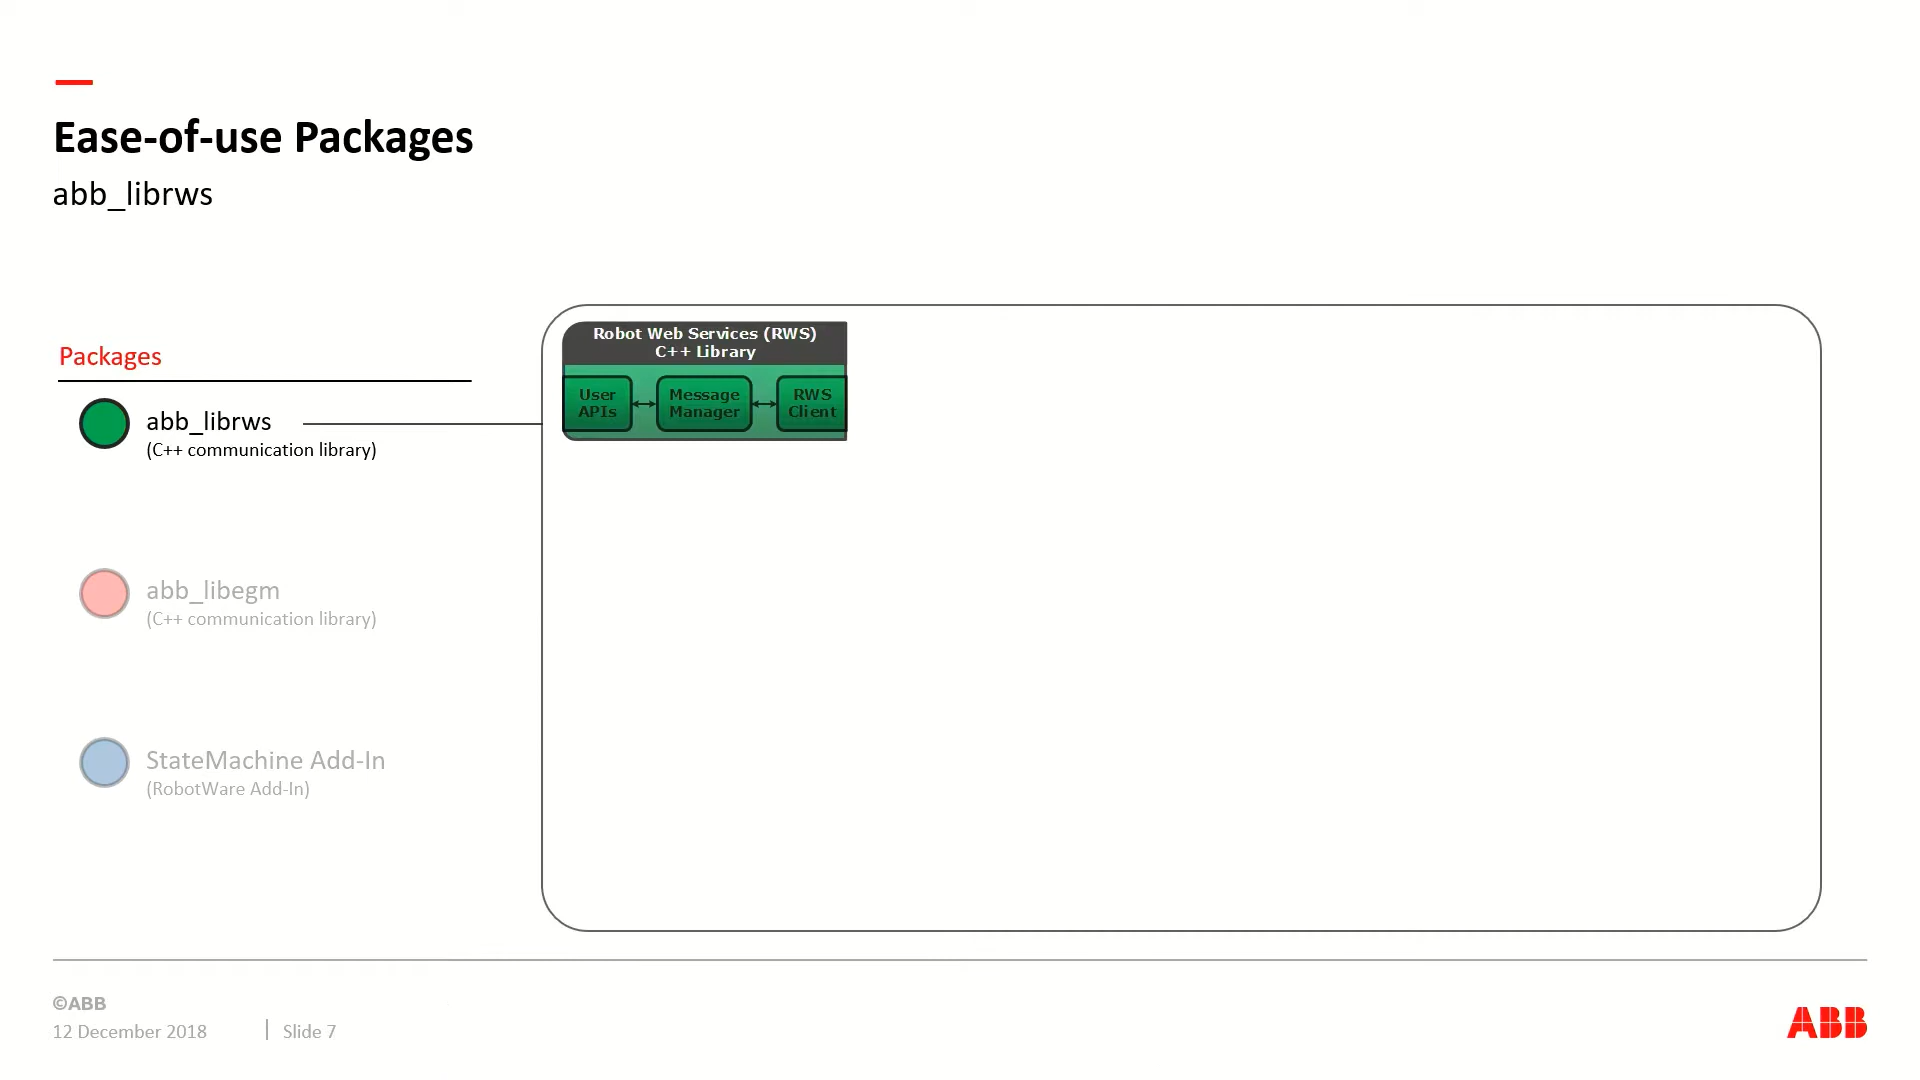 Ease-of-use Packages
abb_librws
Packages
abb_librws
(C++ communication library)
abb_libegm
(C++ communication library)
StateMachine Add-In
(RobotWare Add-In)
Robot Web Services (RWS)
C++ Library
User
APIs
Message
Manager
RWS
Client
©ABB
12 December 2018
Slide 7
ABB